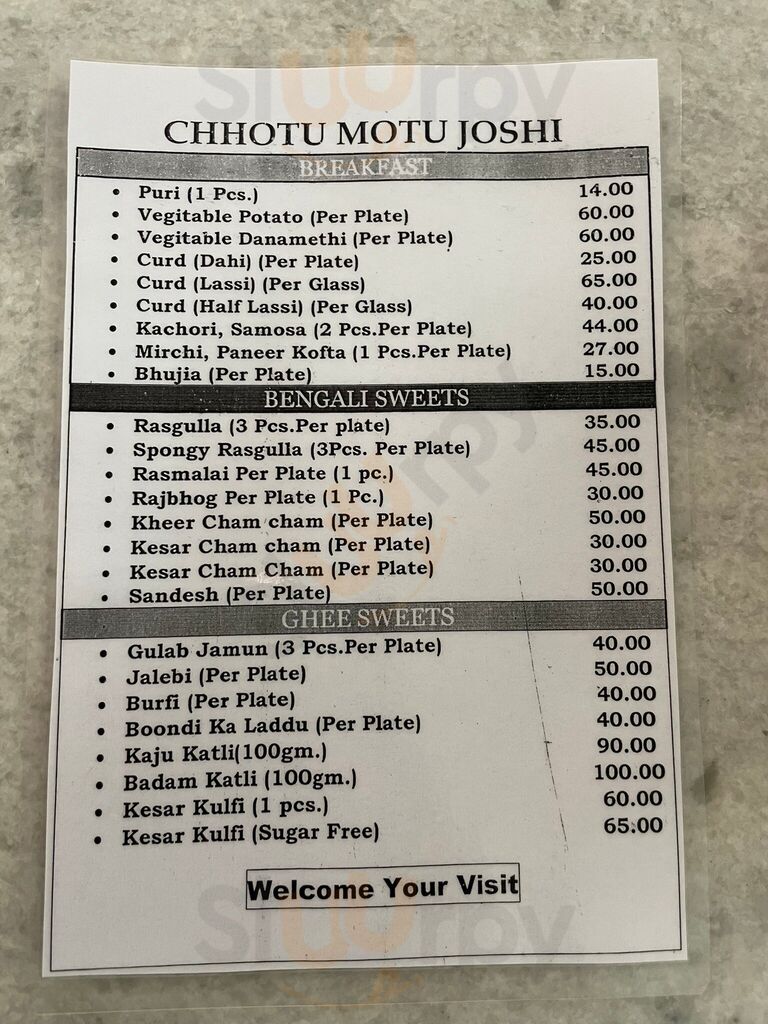 CHHOTU MOTU JOSHI
BREAKFAST
• Puri (1 Pcs.) 14.00
• Vegitable Potato (Per Plate) 60.00
• Vegitable Danamethi (Per Plate) 60.00
• Curd (Dahi) (Per Plate) 25.00
• Curd (Lassi) (Per Glass) 65.00
• Curd (Half Lassi) (Per Glass) 40.00
• Kachori, Samosa (2 Pcs.Per Plate) 44.00
• Mirchi, Paneer Kofta (1 Pcs.Per Plate) 27.00
• Bhujia (Per Plate) 15.00
BENGALI SWEETS
• Rasgulla (3 Pcs.Per plate) 35.00
• Spongy Rasgulla (3Pcs. Per Plate) 45.00
• Rasmalai Per Plate (1 pc.) 45.00
• Rajbhog Per Plate (1 Pc.) 30.00
• Kheer Cham cham (Per Plate) 50.00
• Kesar Cham cham (Per Plate) 30.00
• Kesar Cham Cham (Per Plate) 30.00
• Sandesh (Per Plate) 50.00
GHEE SWEETS
• Gulab Jamun (3 Pcs.Per Plate) 40.00
• Jalebi (Per Plate) 50.00
• Burfi (Per Plate) 40.00
• Boondi Ka Laddu (Per Plate) 40.00
• Kaju Katli(100gm.) 90.00
• Badam Katli (100gm.) 100.00
• Kesar Kulfi (1 pcs.) 60.00
• Kesar Kulfi (Sugar Free) 65.00
Welcome Your Visit
Sluurpy
Sluurpy
Sluurpy